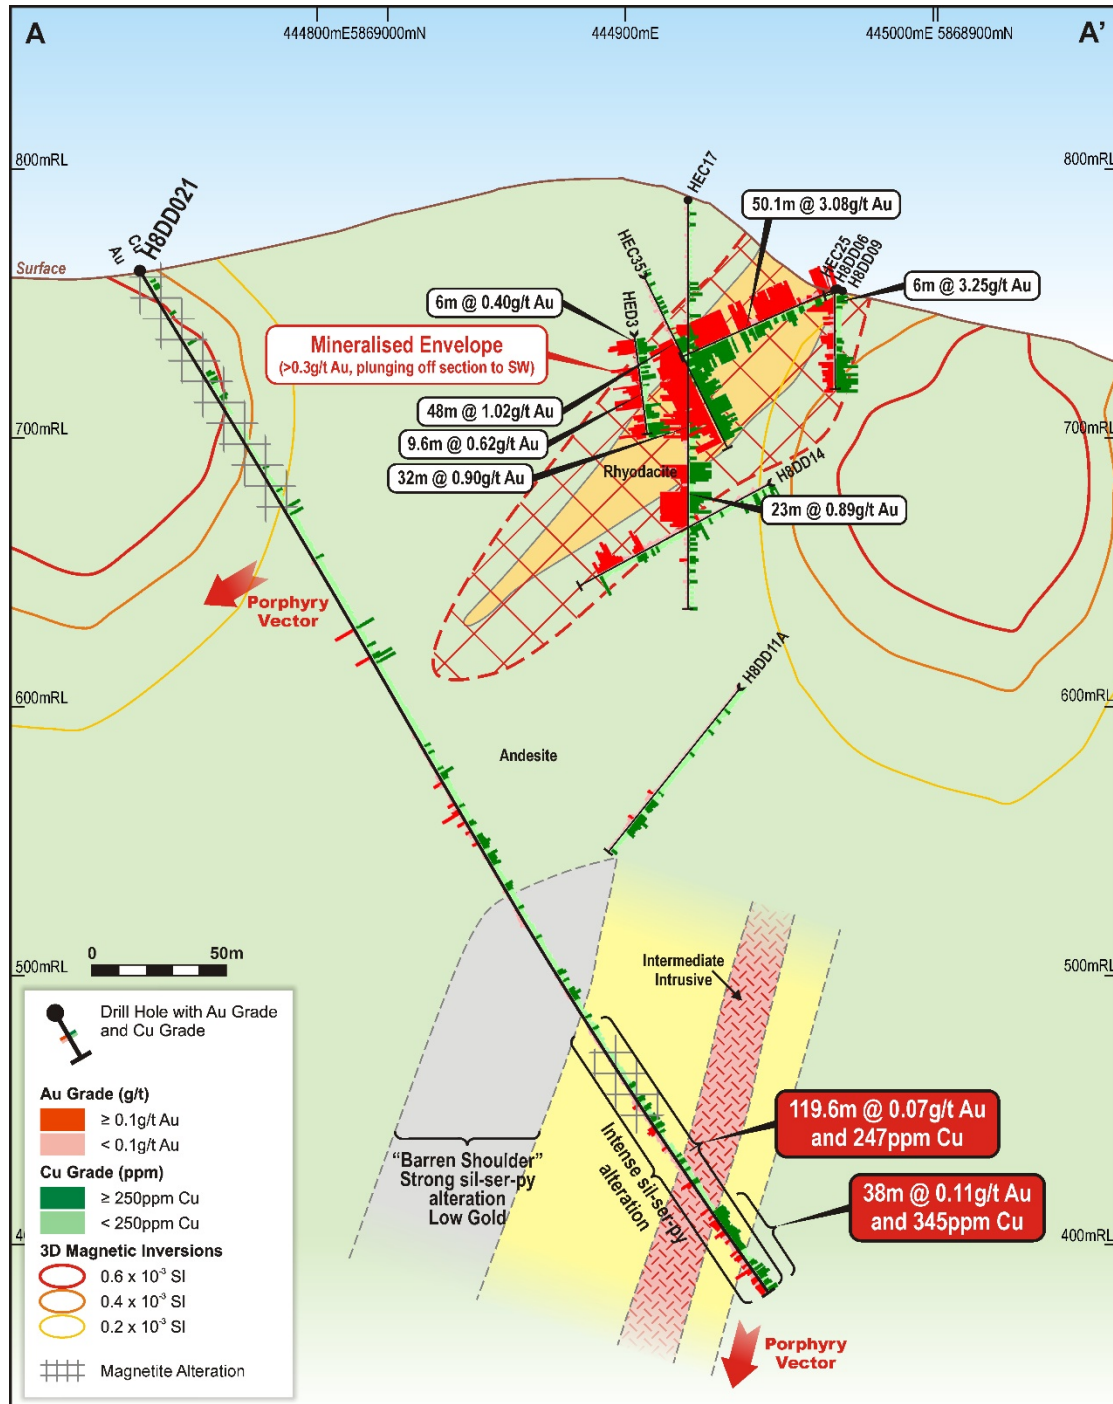 A
444800mE5869000mN
444900mE
445000mE 5868900mN
A’
800mRL
800mRL
HEC17
H8DD021
Cu
Au
50.1m @ 3.08g/t Au
HEC25
H8DD06
H8DD09
HEC35
Surface
6m @ 3.25g/t Au
6m @ 0.40g/t Au
HED3
Mineralised Envelope
(>0.3g/t Au, plunging off section to SW)
48m @ 1.02g/t Au
700mRL
700mRL
9.6m @ 0.62g/t Au
32m @ 0.90g/t Au
Rhyodacite
H8DD14
23m @ 0.89g/t Au
Porphyry
Vector
H8DD11A
600mRL
600mRL
Andesite
0
50m
500mRL
500mRL
Intermediate
Intrusive
Drill Hole with Au Grade
and Cu Grade
Au Grade (g/t)
≥ 0.1g/t Au
< 0.1g/t Au
Cu Grade (ppm)
≥ 250ppm Cu
< 250ppm Cu
3D Magnetic Inversions
0.6 x 10⁻³ SI
0.4 x 10⁻³ SI
0.2 x 10⁻³ SI
Magnetite Alteration
“Barren Shoulder”
Strong sil-ser-py
alteration
Low Gold
Intense sil-ser-py
alteration
119.6m @ 0.07g/t Au
and 247ppm Cu
38m @ 0.11g/t Au
and 345ppm Cu
400mRL
Porphyry
Vector